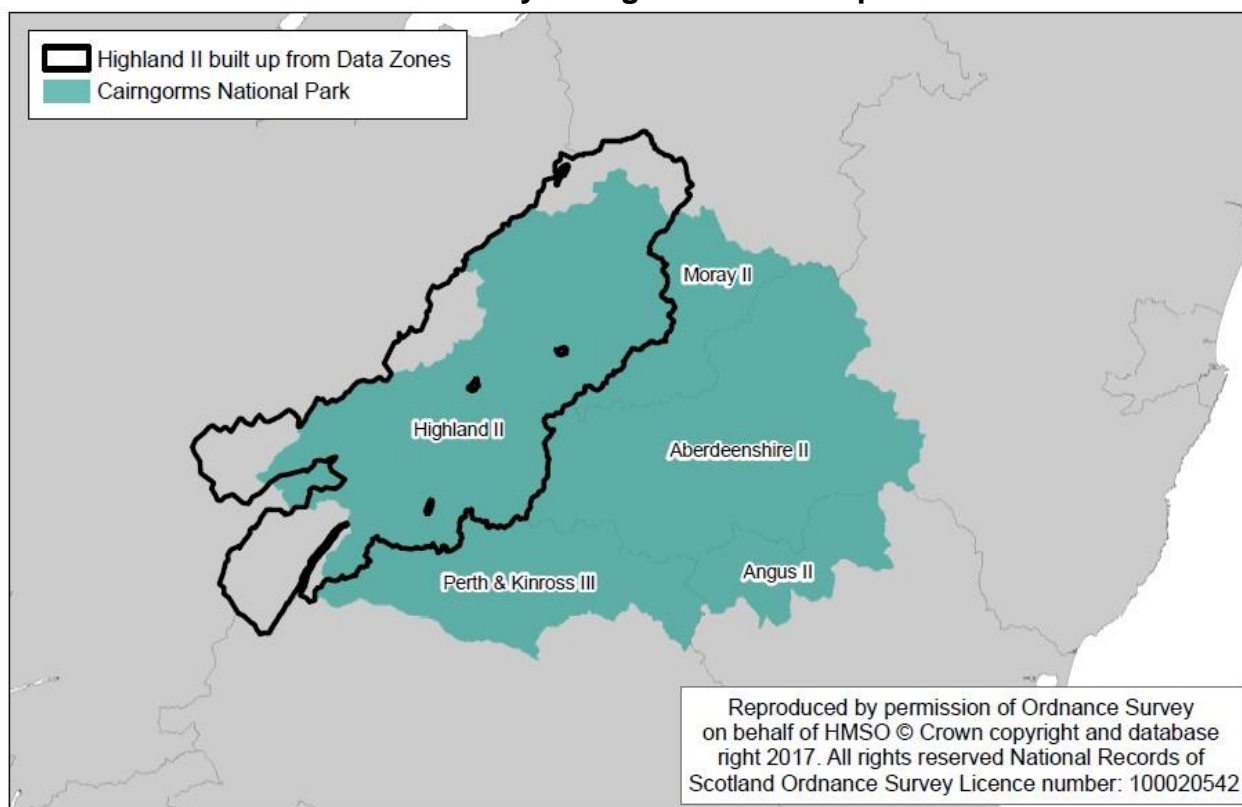 Highland II built up from Data Zones
Cairngorms National Park
Moray II
Highland II
Aberdeenshire II
Angus II
Perth & Kinross III
Reproduced by permission of Ordnance Survey
on behalf of HMSO © Crown copyright and database
right 2017. All rights reserved National Records of
Scotland Ordnance Survey Licence number: 100020542